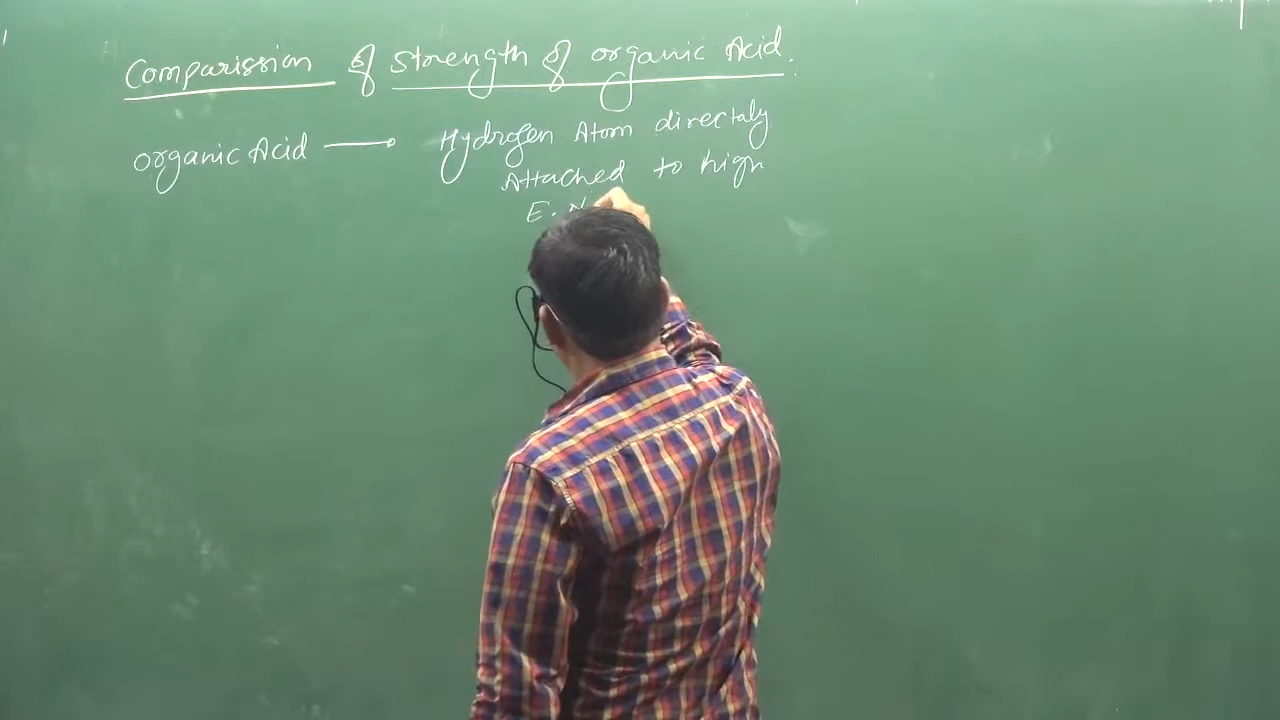 Comparission of strength of organic Acid.
organic Acid → Hydrogen Atom directaly
Attached to high
E.N